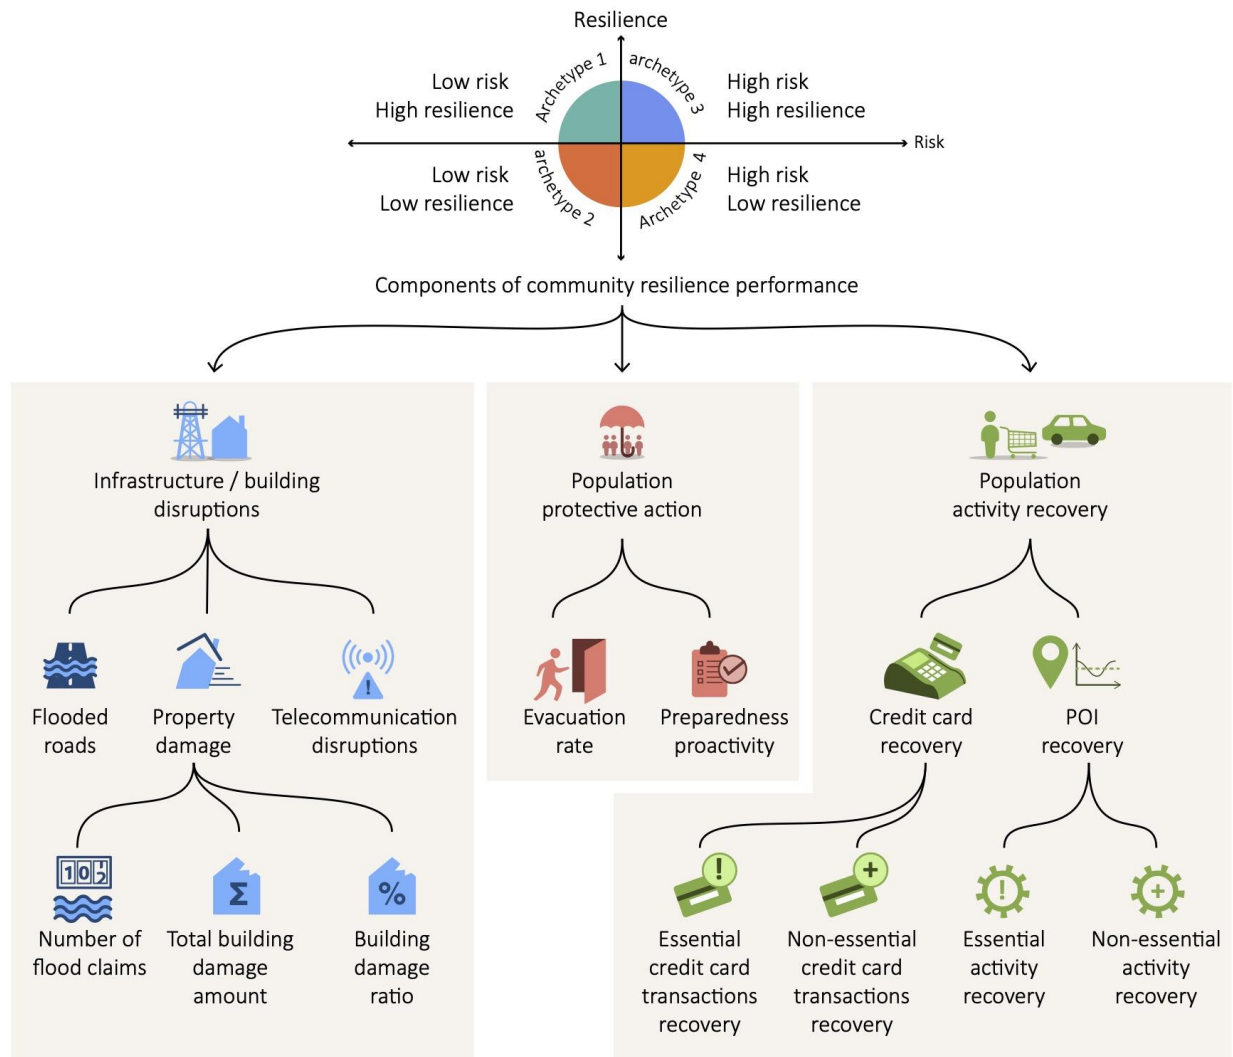 Resilience
Archetype 1
archetype 3
Low risk
High resilience
High risk
High resilience
Risk
Low risk
Low resilience
archetype 2
Archetype 4
High risk
Low resilience
Components of community resilience performance
Infrastructure / building
disruptions
Population
protective action
Population
activity recovery
Flooded
roads
Property
damage
Telecommunication
disruptions
Evacuation
rate
Preparedness
proactivity
Credit card
recovery
POI
recovery
Number of
flood claims
Total building
damage
amount
Building
damage
ratio
Essential
credit card
transactions
recovery
Non-essential
credit card
transactions
recovery
Essential
activity
recovery
Non-essential
activity
recovery